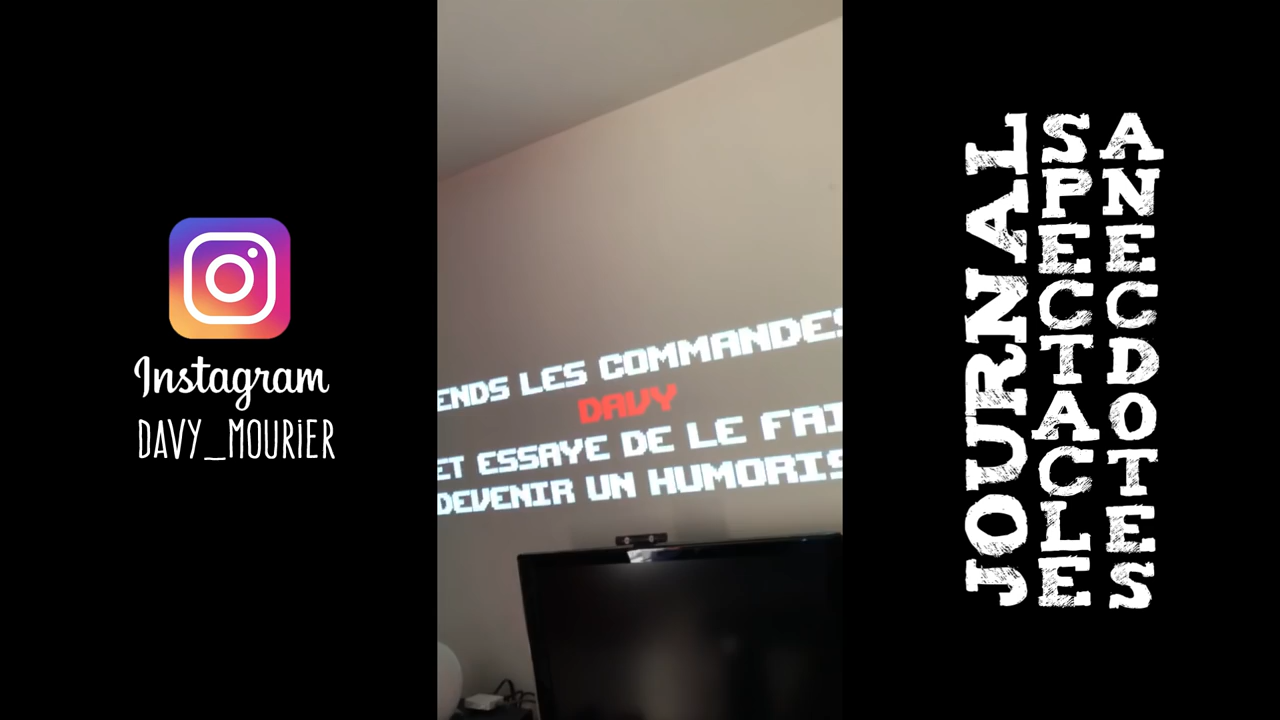 Instagram
DAVY_MOURIER
ENDS LES COMMANDES
DAVY
ET ESSAYE DE LE FAI
DEVENIR UN HUMORIS
JOURNAL
SPECTACLES
ANECDOTES